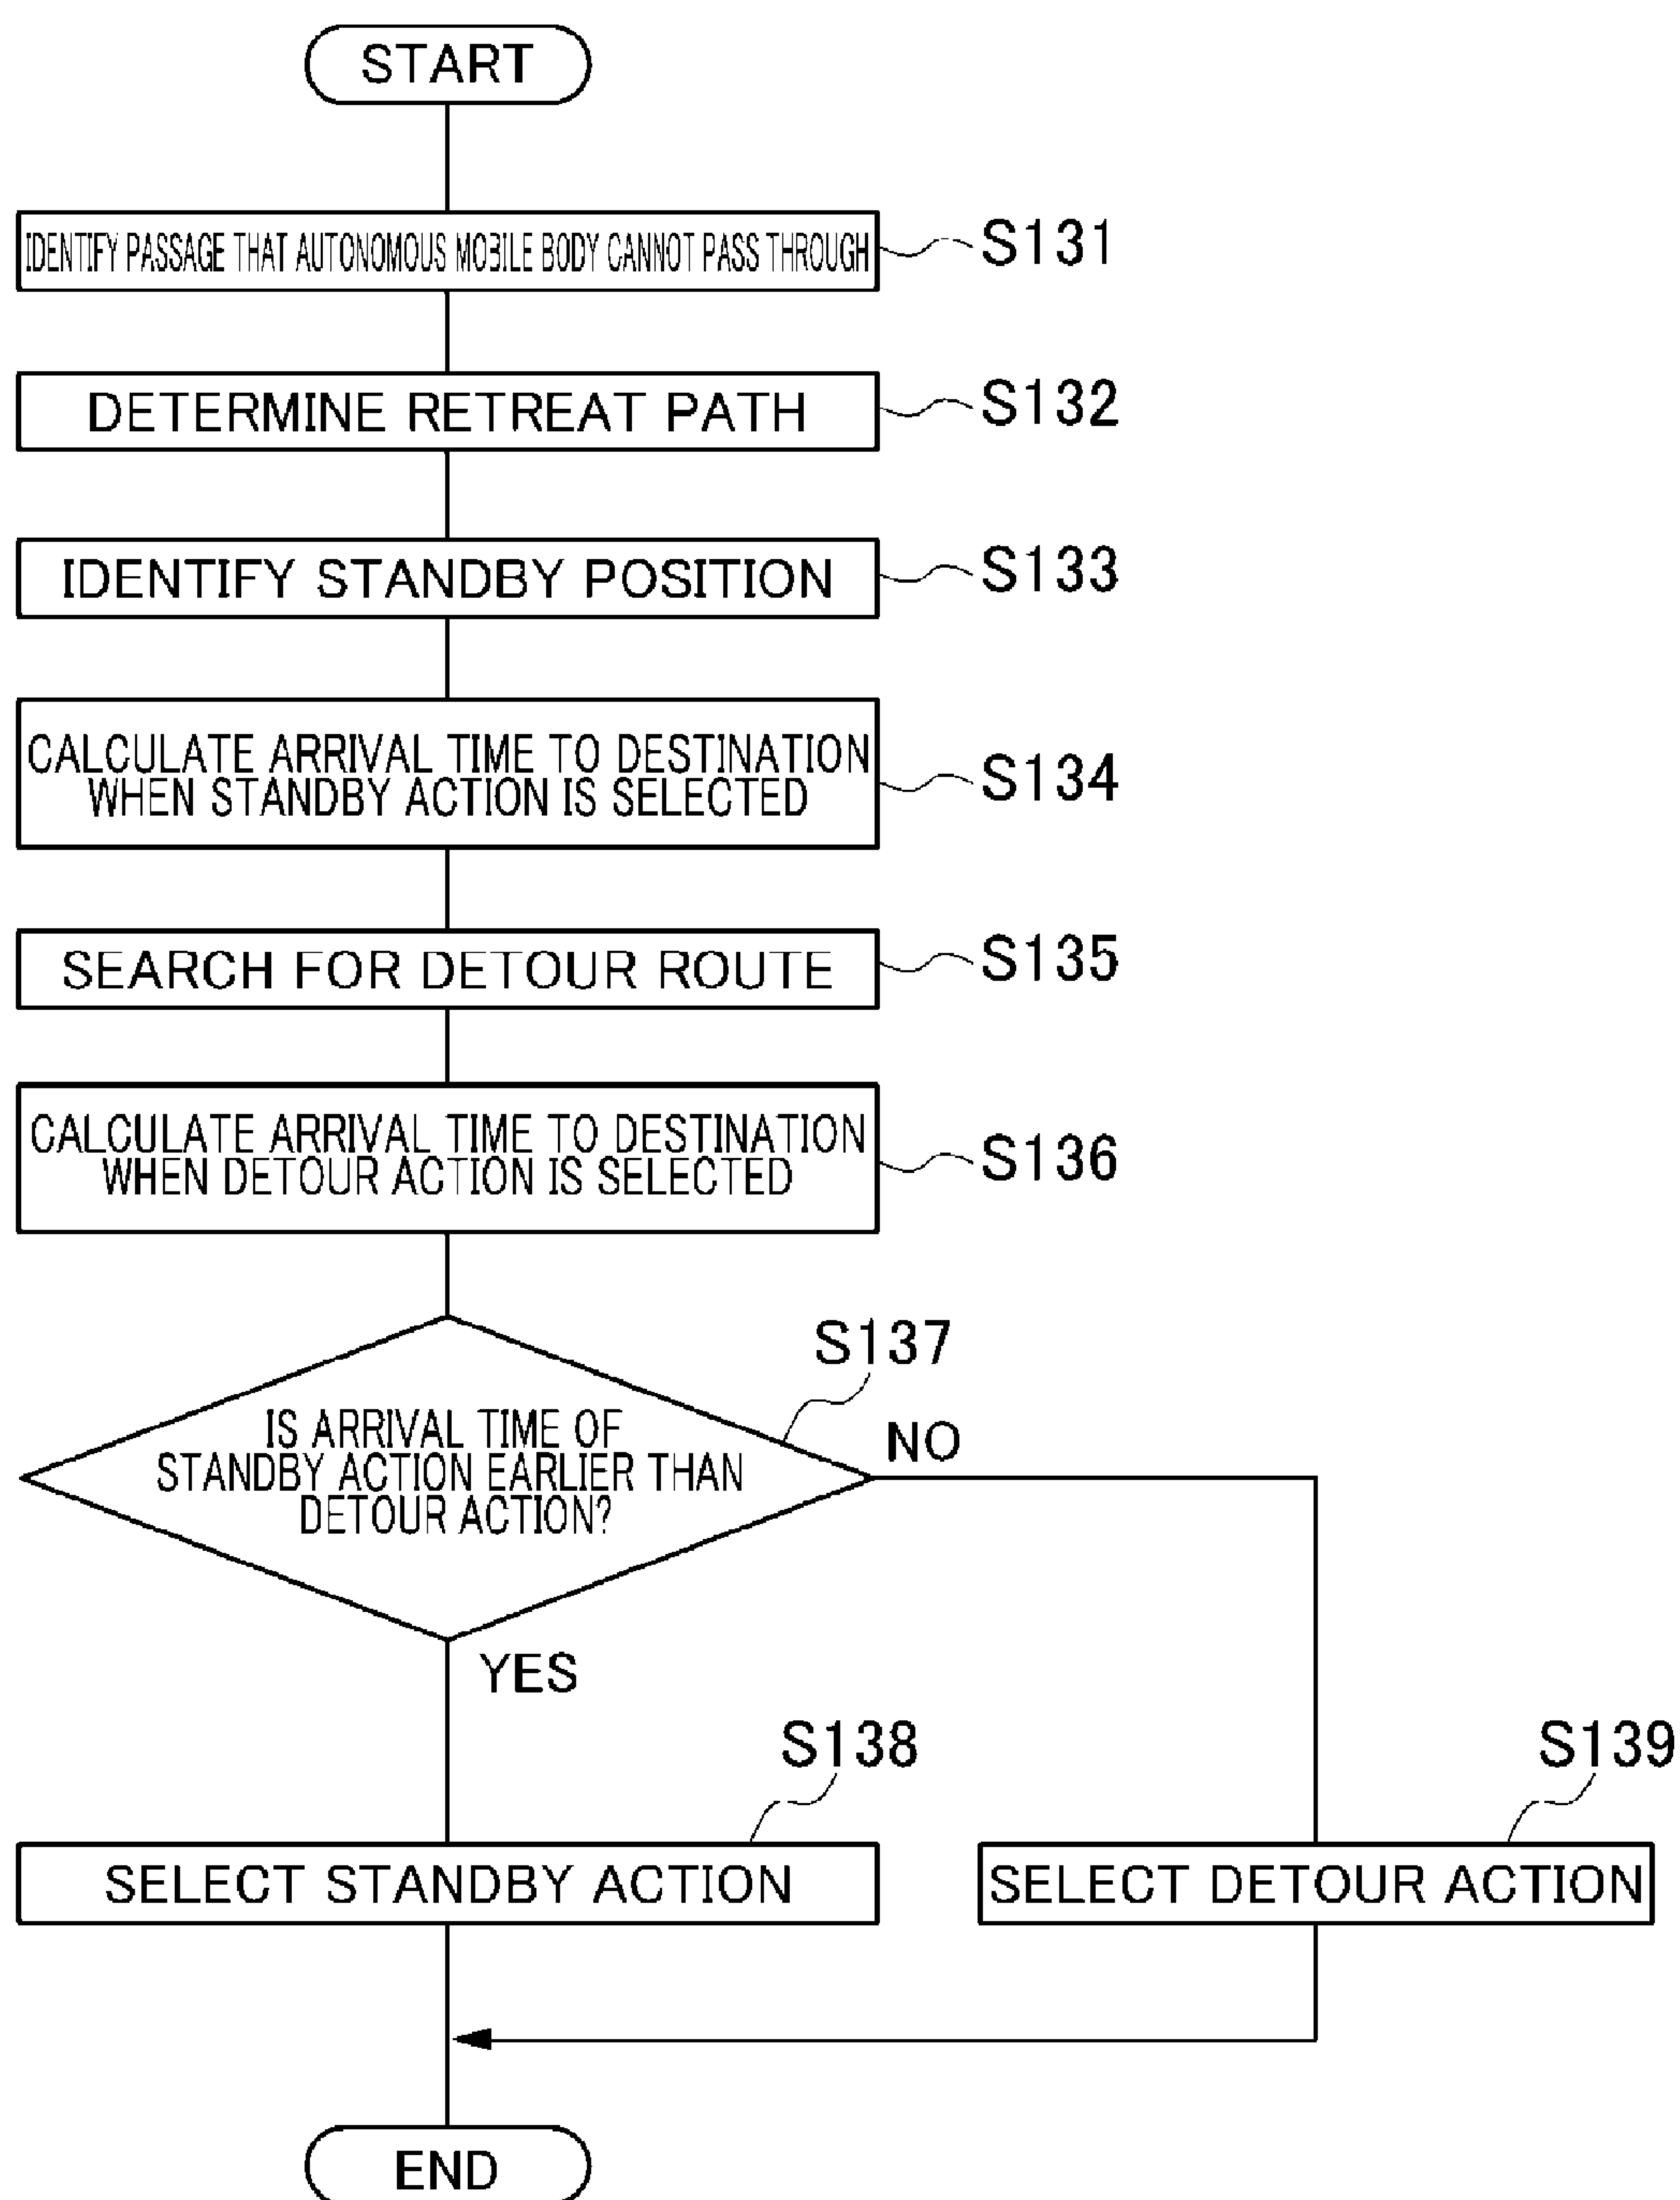 START
IDENTIFY PASSAGE THAT AUTONOMOUS MOBILE BODY CANNOT PASS THROUGH
S131
DETERMINE RETREAT PATH
S132
IDENTIFY STANDBY POSITION
S133
CALCULATE ARRIVAL TIME TO DESTINATION
WHEN STANDBY ACTION IS SELECTED
S134
SEARCH FOR DETOUR ROUTE
S135
CALCULATE ARRIVAL TIME TO DESTINATION
WHEN DETOUR ACTION IS SELECTED
S136
S137
IS ARRIVAL TIME OF
STANDBY ACTION EARLIER THAN
DETOUR ACTION?
NO
YES
S138
SELECT STANDBY ACTION
S139
SELECT DETOUR ACTION
END